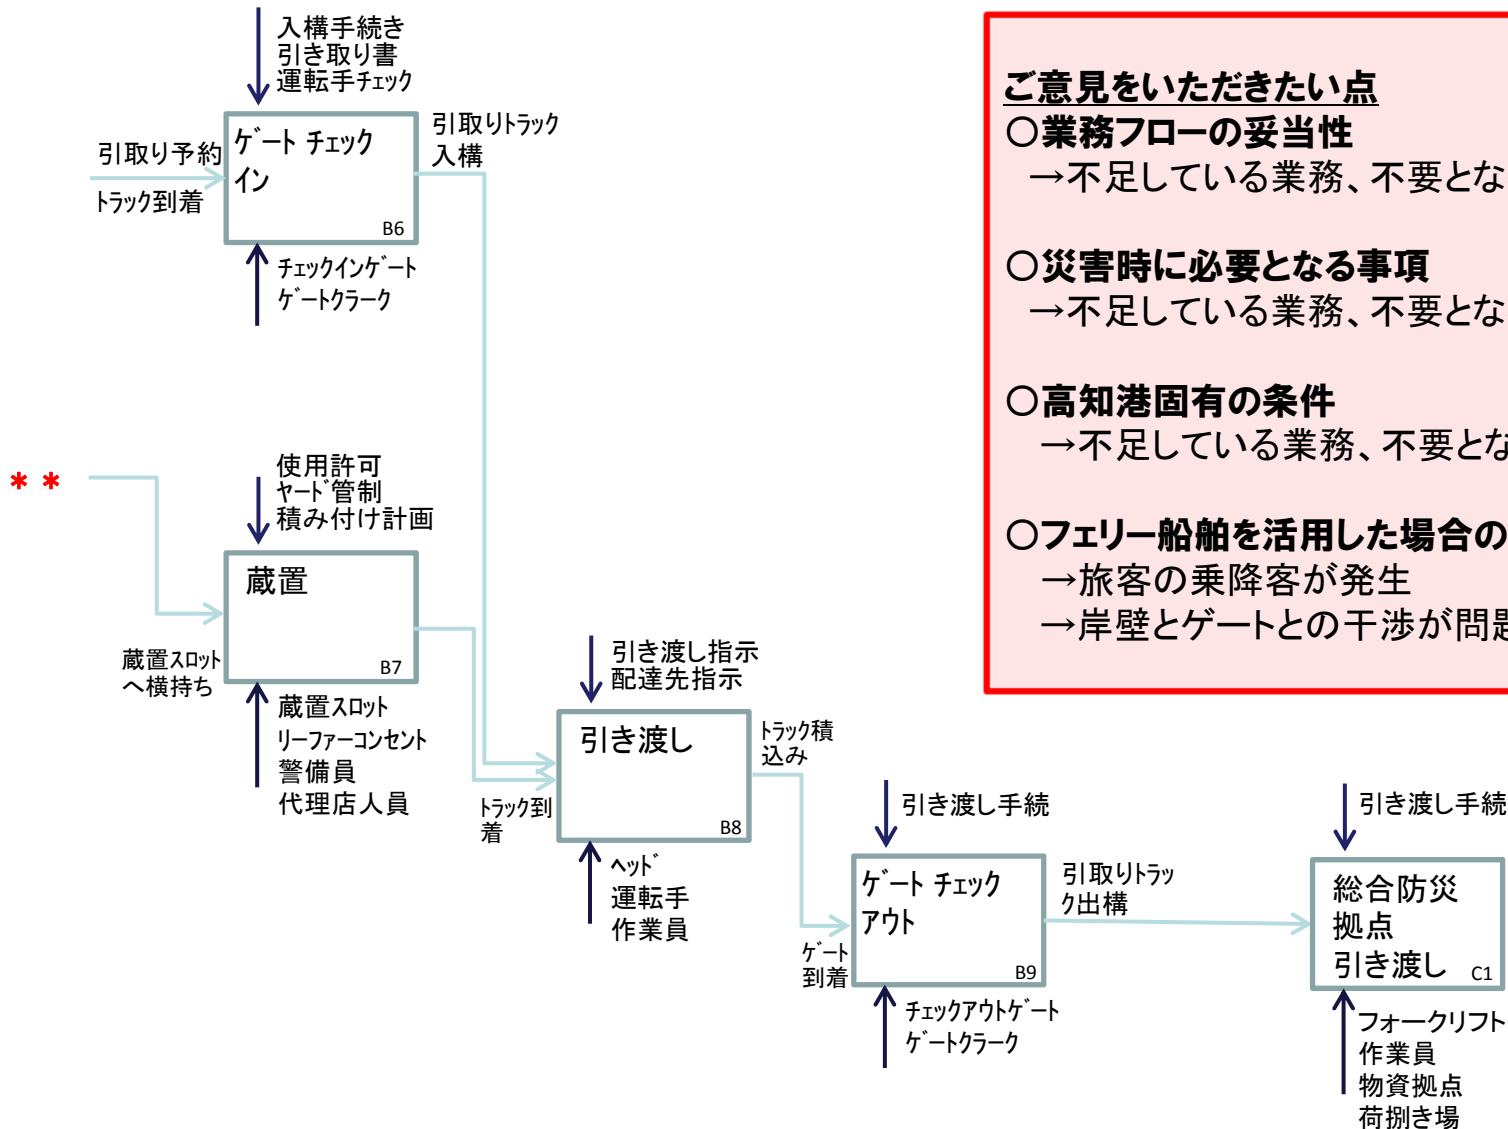 入構手続き
引き取り書
運転手チェック
引取り予約
トラック到着
ゲート チェック
イン
B6
引取りトラック
入構
チェックインゲート
ゲートクラーク
**
使用許可
ヤード管制
積み付け計画
蔵置
B7
蔵置スロット
へ横持ち
蔵置スロット
リーファーコンセント
警備員
代理店人員
引き渡し指示
配達先指示
引き渡し
B8
トラック到
着
トラック積
込み
ヘッド
運転手
作業員
引き渡し手続
ゲート チェック
アウト
B9
ゲート
到着
引取りトラッ
ク出構
チェックアウトゲート
ゲートクラーク
引き渡し手続
総合防災
拠点
引き渡し
C1
フォークリフト
作業員
物資拠点
荷捌き場
ご意見をいただきたい点
○業務フローの妥当性
→不足している業務、不要とな
○災害時に必要となる事項
→不足している業務、不要とな
○高知港固有の条件
→不足している業務、不要とな
○フェリー船舶を活用した場合の
→旅客の乗降客が発生
→岸壁とゲートとの干渉が問題